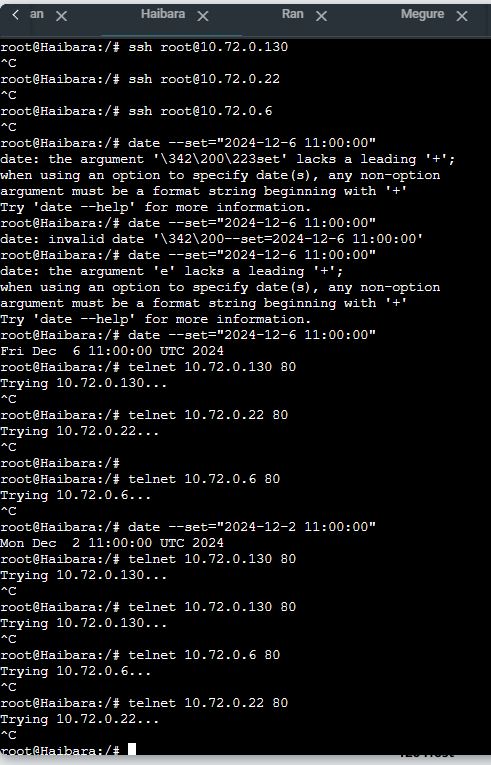 an
Haibara
Ran
Megure
root@Haibara:/# ssh root@10.72.0.130
^C
root@Haibara:/# ssh root@10.72.0.22
^C
root@Haibara:/# ssh root@10.72.0.6
^C
root@Haibara:/# date --set="2024-12-6 11:00:00"
date: the argument '\342\200\223set' lacks a leading '+';
when using an option to specify date(s), any non-option
argument must be a format string beginning with '+'
Try 'date --help' for more information.
root@Haibara:/# date --set="2024-12-6 11:00:00"
date: invalid date '\342\200--set=2024-12-6 11:00:00'
root@Haibara:/# date --set="2024-12-6 11:00:00"
date: the argument 'e' lacks a leading '+';
when using an option to specify date(s), any non-option
argument must be a format string beginning with '+'
Try 'date --help' for more information.
root@Haibara:/# date --set="2024-12-6 11:00:00"
Fri Dec  6 11:00:00 UTC 2024
root@Haibara:/# telnet 10.72.0.130 80
Trying 10.72.0.130...
^C
root@Haibara:/# telnet 10.72.0.22 80
Trying 10.72.0.22...
^C
root@Haibara:/#
root@Haibara:/# telnet 10.72.0.6 80
Trying 10.72.0.6...
^C
root@Haibara:/# date --set="2024-12-2 11:00:00"
Mon Dec  2 11:00:00 UTC 2024
root@Haibara:/# telnet 10.72.0.130 80
Trying 10.72.0.130...
^C
root@Haibara:/# telnet 10.72.0.130 80
Trying 10.72.0.130...
^C
root@Haibara:/# telnet 10.72.0.6 80
Trying 10.72.0.6...
^C
root@Haibara:/# telnet 10.72.0.22 80
Trying 10.72.0.22...
^C
root@Haibara:/#